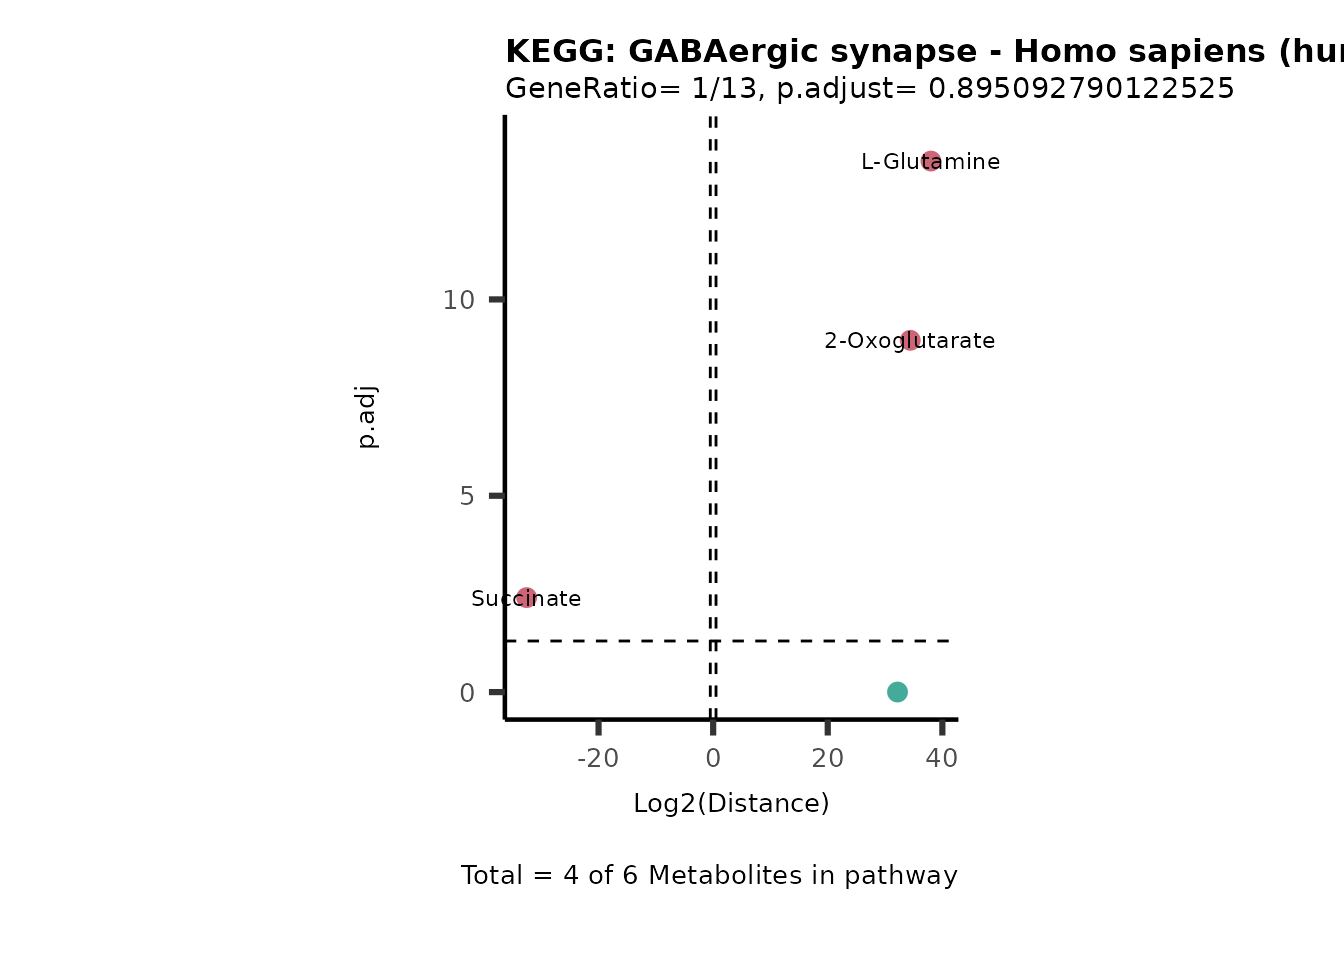 KEGG: GABAergic synapse - Homo sapiens (hu
GeneRatio= 1/13, p.adjust= 0.895092790122525
L-Glutamine
10
2-Oxoglutarate
p.adj
5
Succinate
0
-20 0 20 40
Log2(Distance)
Total = 4 of 6 Metabolites in pathway